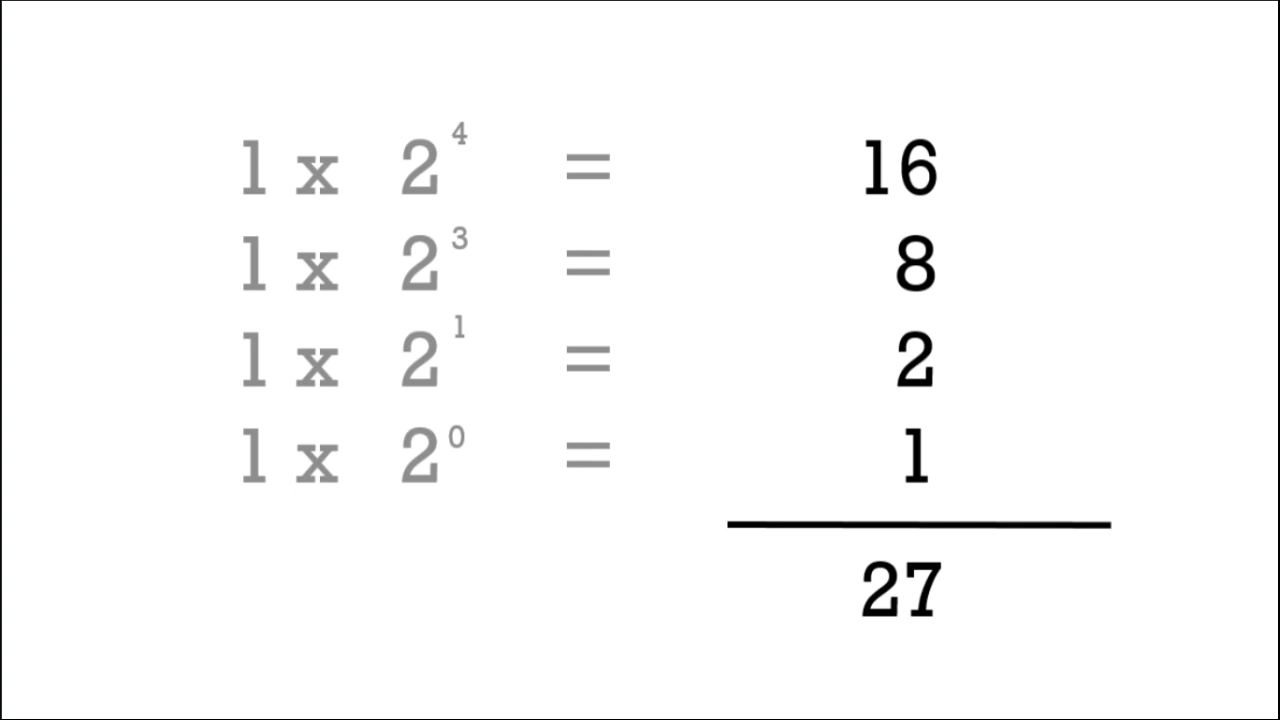 1 x 2⁴ = 16
1 x 2³ = 8
1 x 2¹ = 2
1 x 2⁰ = 1
27